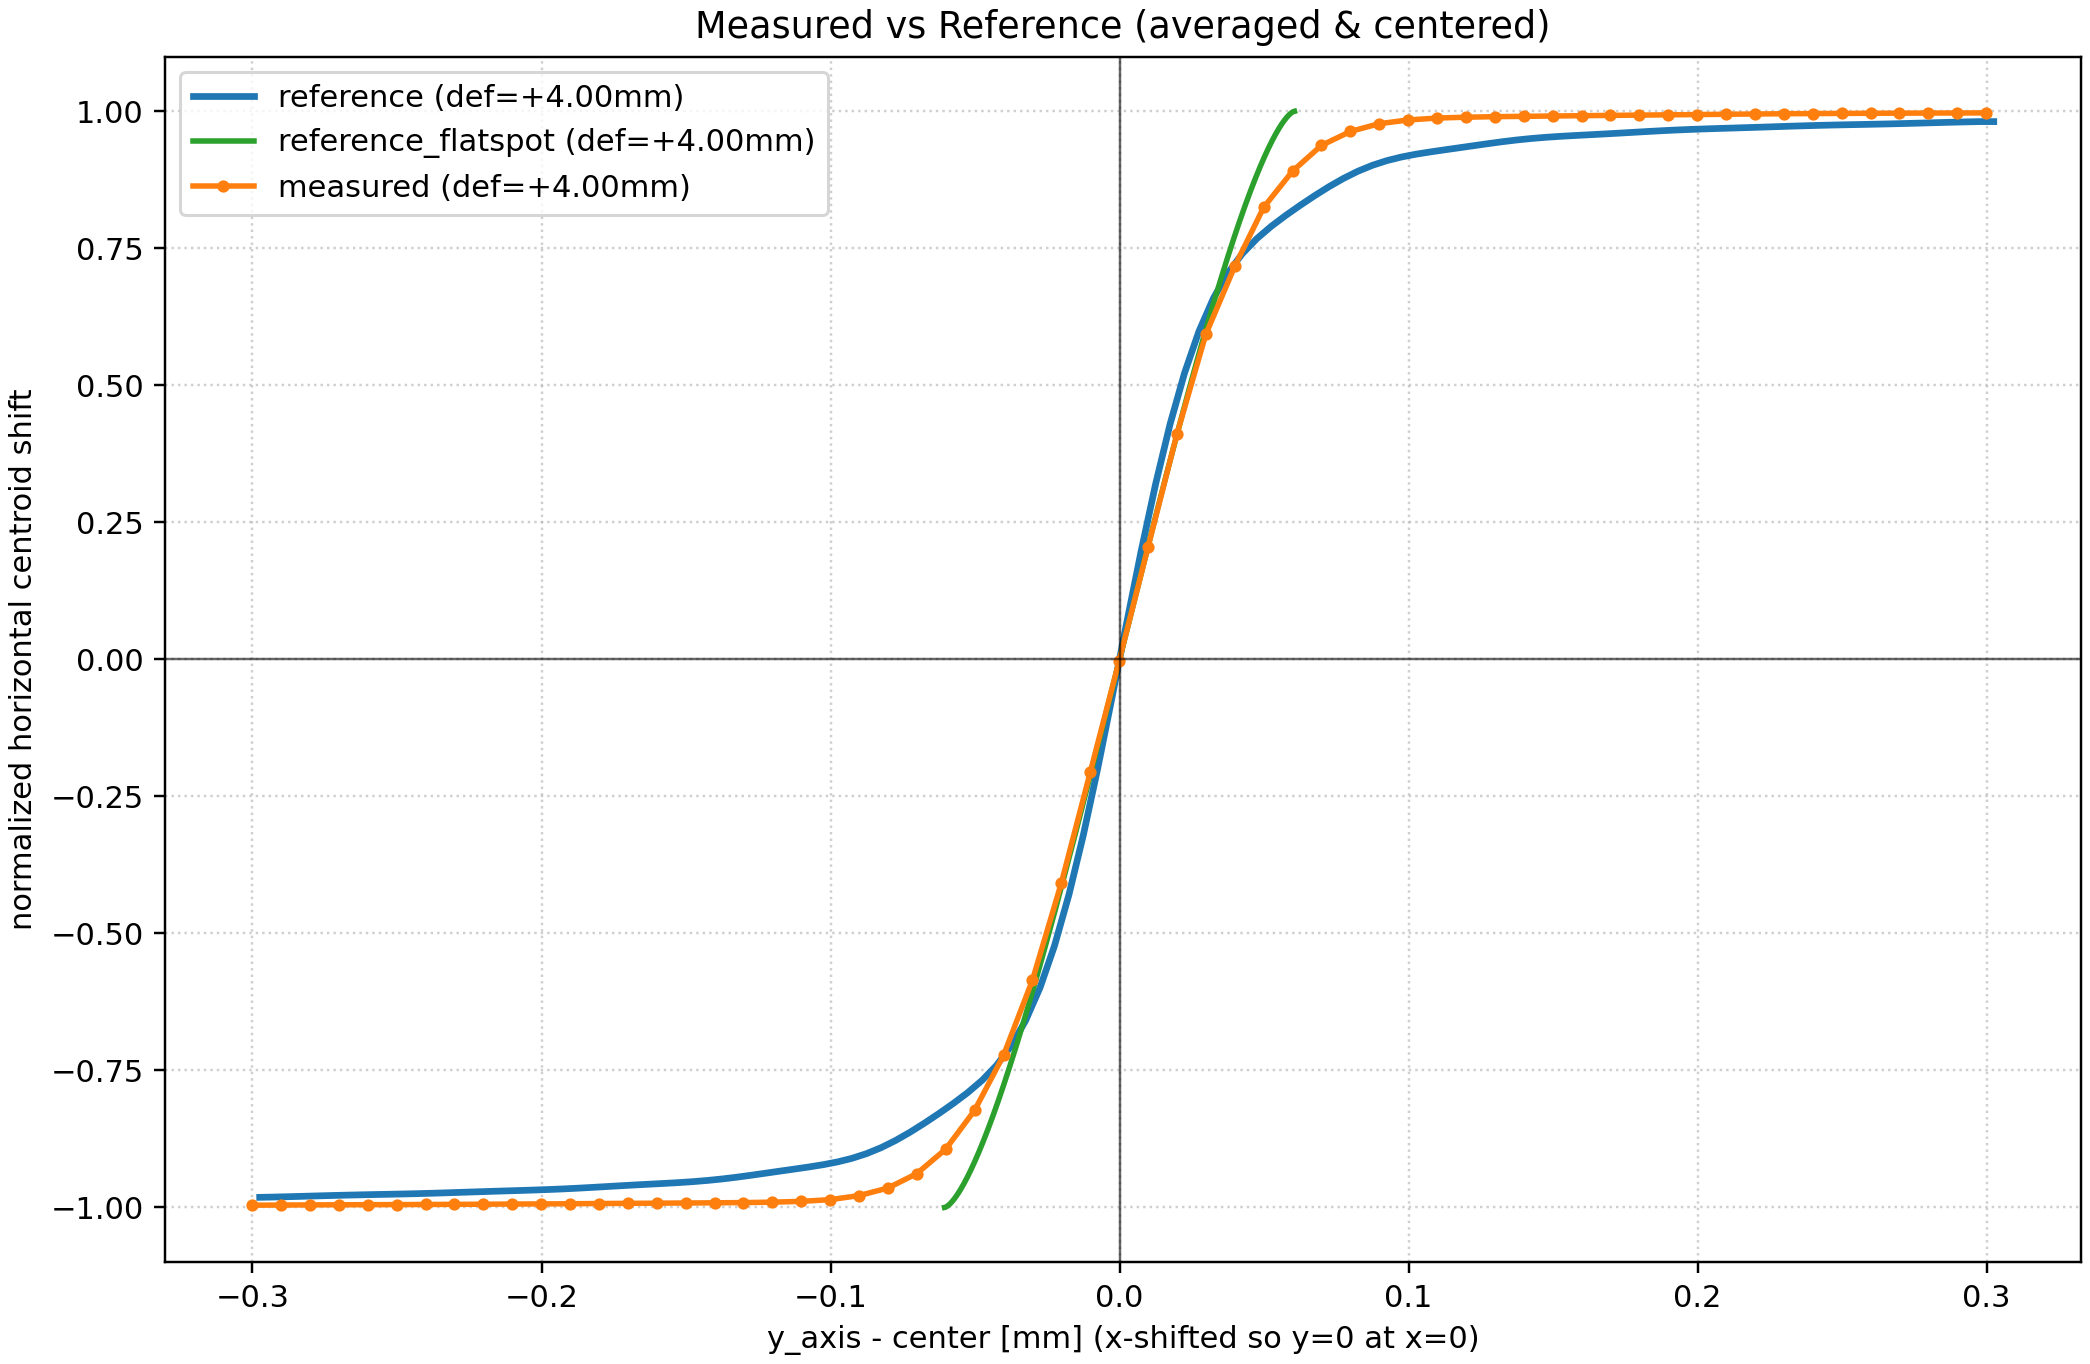 Measured vs Reference (averaged & centered)
reference (def=+4.00mm)
reference_flatspot (def=+4.00mm)
measured (def=+4.00mm)
normalized horizontal centroid shift
1.00
0.75
0.50
0.25
0.00
−0.25
−0.50
−0.75
−1.00
−0.3
−0.2
−0.1
0.0
0.1
0.2
0.3
y_axis - center [mm] (x-shifted so y=0 at x=0)